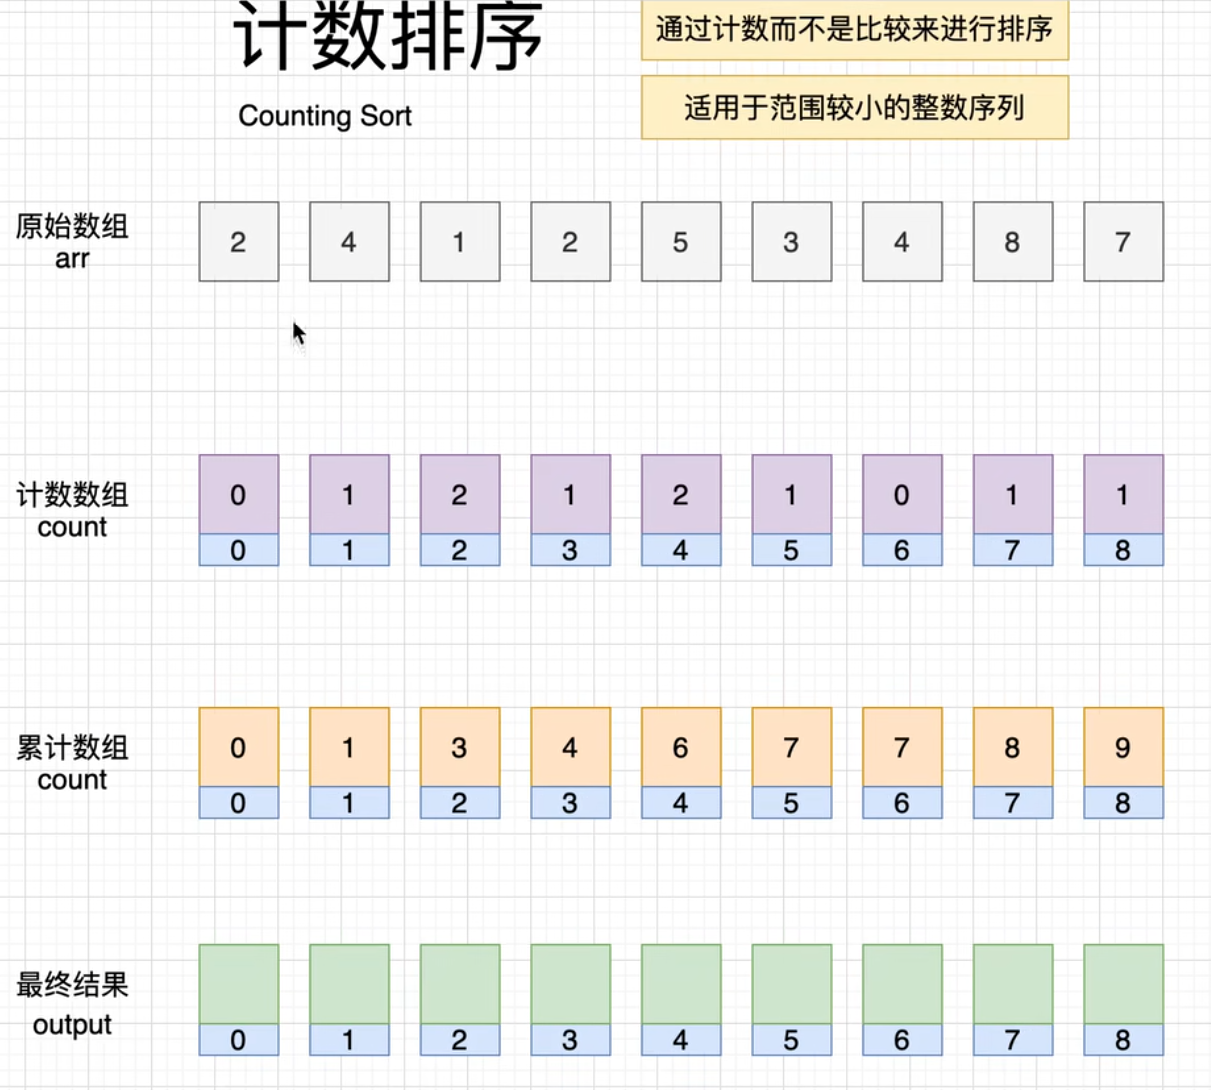 计数排序
通过计数而不是比较来进行排序
Counting Sort
适用于范围较小的整数序列
原始数组
arr
2 4 1 2 5 3 4 8 7
计数数组
count
0 1 2 1 2 1 0 1 1
0 1 2 3 4 5 6 7 8
累计数组
count
0 1 3 4 6 7 7 8 9
0 1 2 3 4 5 6 7 8
最终结果
output
0 1 2 3 4 5 6 7 8